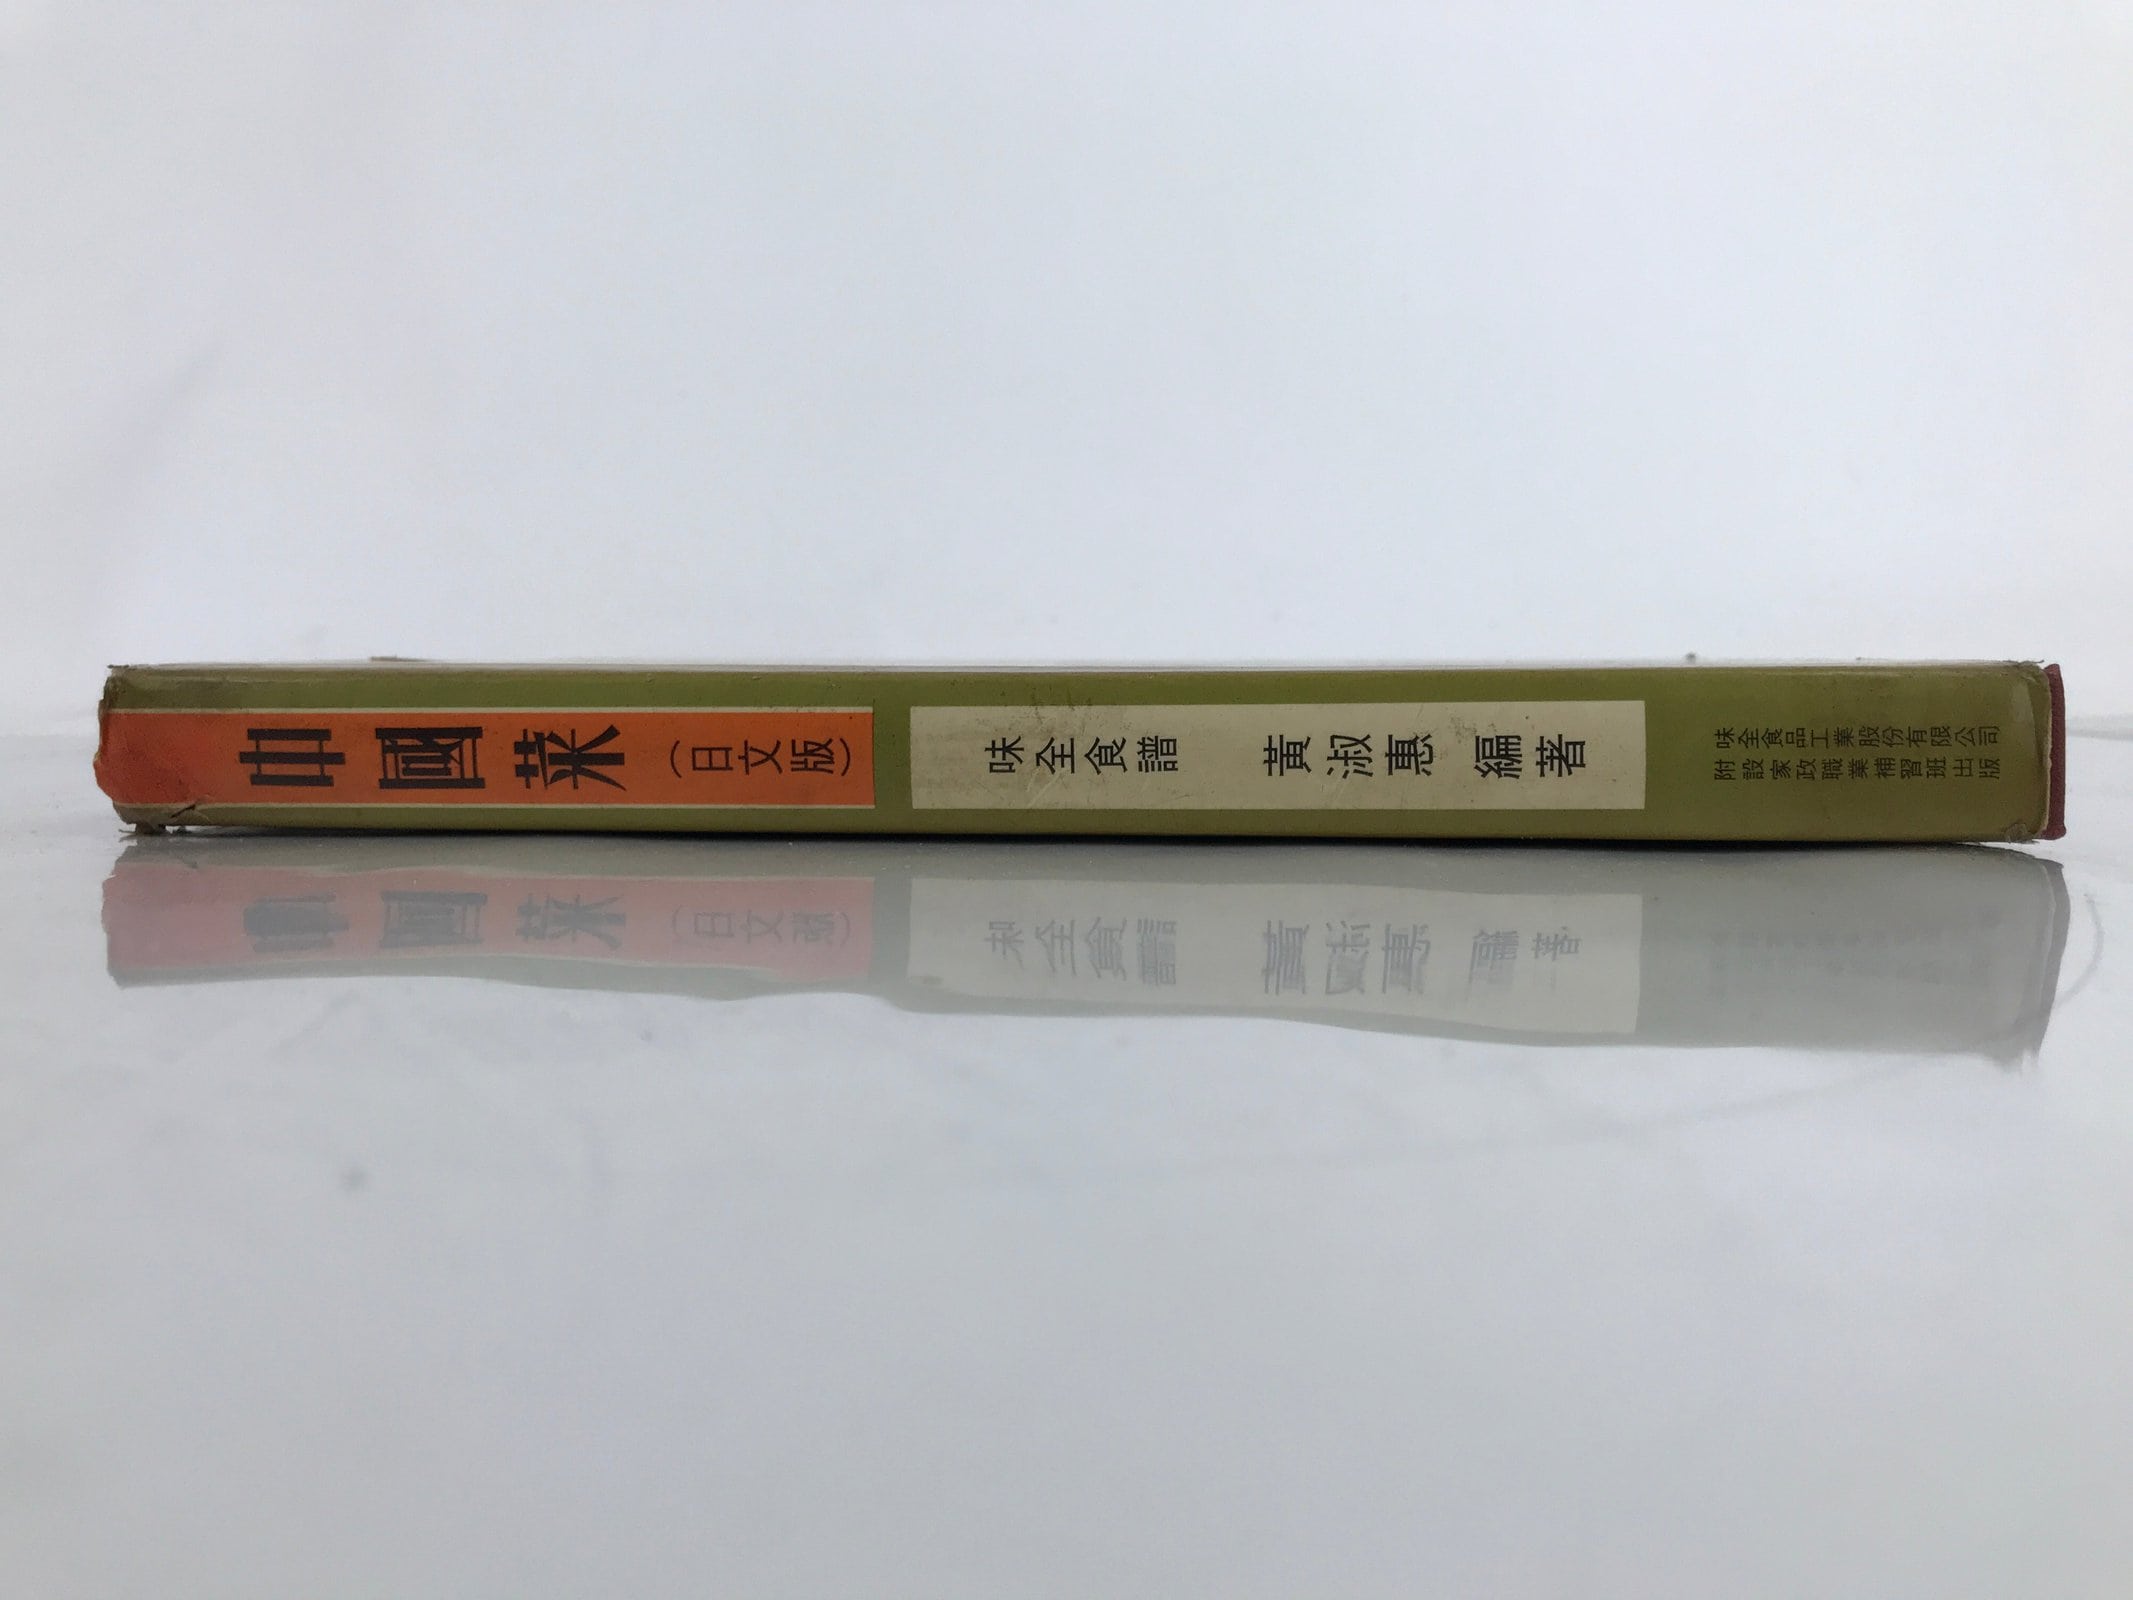 中國菜
（日文版）
味全食譜
黃淑惠 編著
味全食品工業股份有限公司
附設家政職業補習班出版